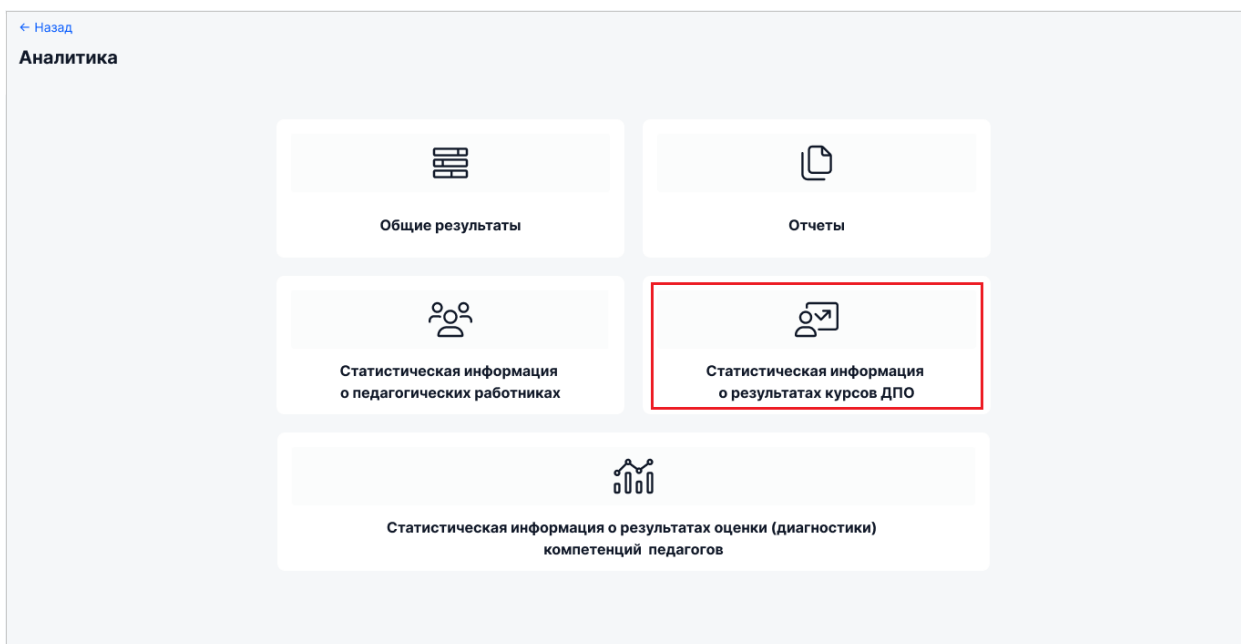 ← Назад
Аналитика
Общие результаты
Отчеты
Статистическая информация
о педагогических работниках
Статистическая информация
о результатах курсов ДПО
Статистическая информация о результатах оценки (диагностики)
компетенций педагогов